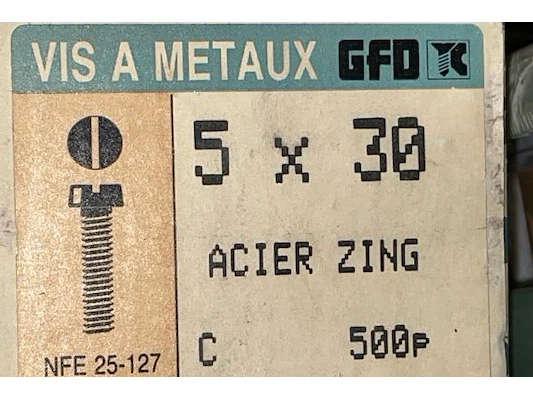 VIS A METAUX GFD
5 x 30
ACIER ZING
C 500P
NFE 25-127